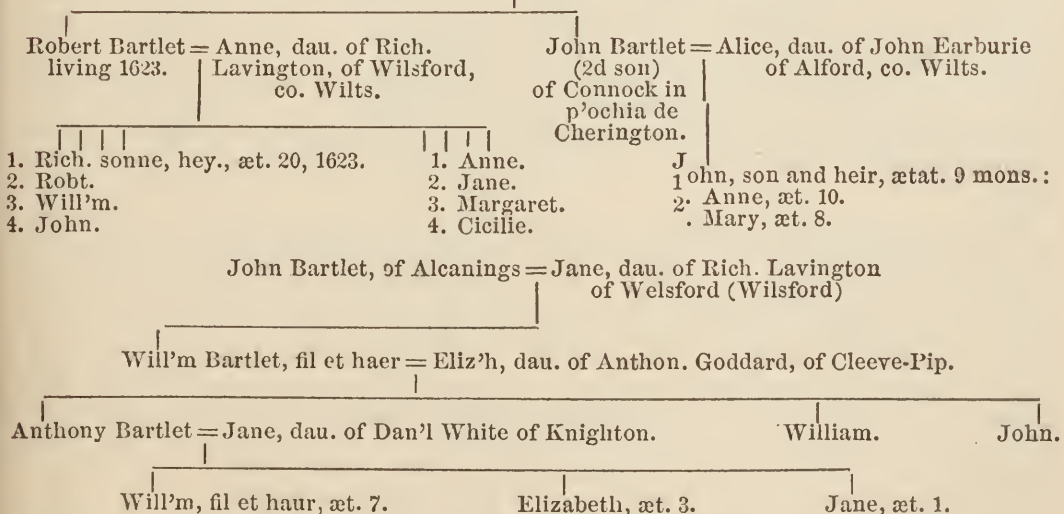 Robert Bartlet = Anne, dau. of Rich.
living 1623. Lavington, of Wilsford,
co. Wilts.
John Bartlet = Alice, dau. of John Earburie
(2d son) of Alford, co. Wilts.
of Connock in
p'ochia de
Cherington.
1. Rich. sonne, hey., æt. 20, 1623.
2. Robt.
3. Will'm.
4. John.
1. Anne.
2. Jane.
3. Margaret.
4. Cicilie.
J
1 ohn, son and heir, ætat. 9 mons.:
2. Anne, æt. 10.
. Mary, æt. 8.
John Bartlet, of Alcanings = Jane, dau. of Rich. Lavington
of Welsford (Wilsford)
Will'm Bartlet, fil et haer = Eliz'h, dau. of Anthon. Goddard, of Cleeve-Pip.
Anthony Bartlet = Jane, dau. of Dan'l White of Knighton. William. John.
Will'm, fil et haur, æt. 7. Elizabeth, æt. 3. Jane, æt. 1.